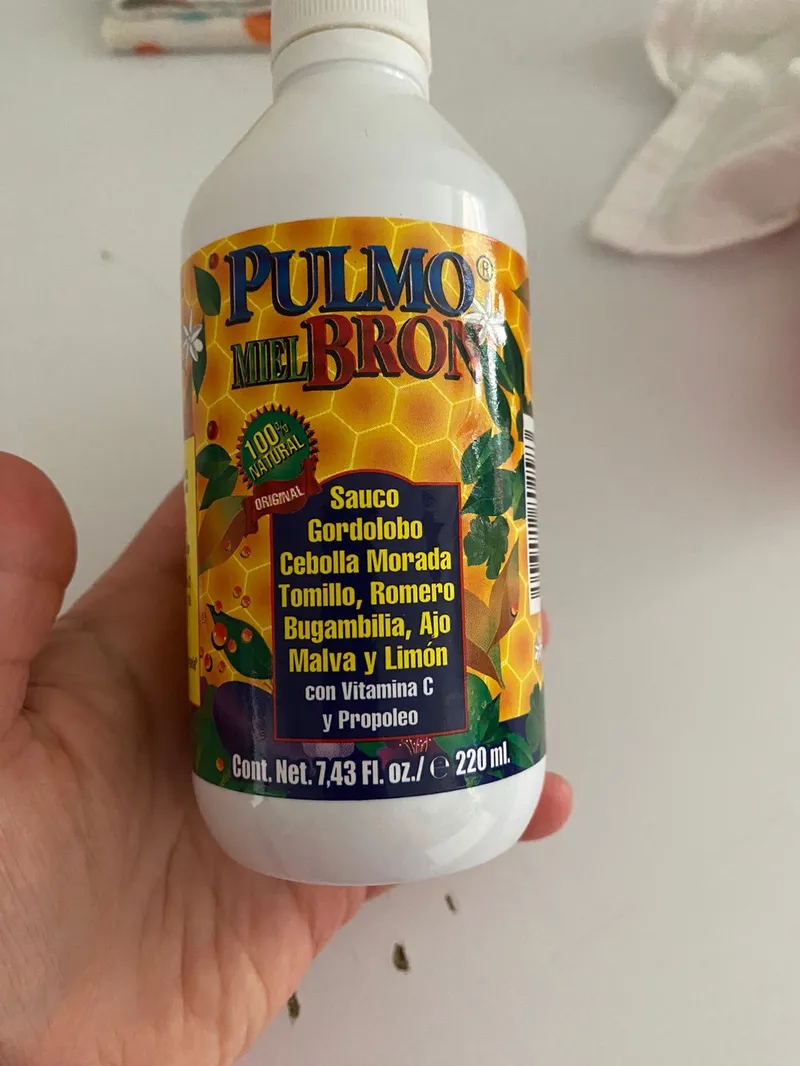 PULMO®
MIEL BRON
100%
NATURAL
ORIGINAL
Sauco
Gordolobo
Cebolla Morada
Tomillo, Romero
Bugambilia, Ajo
Malva y Limón
con Vitamina C
y Propoleo
Cont. Net. 7,43 Fl. oz./ ℮ 220 ml.